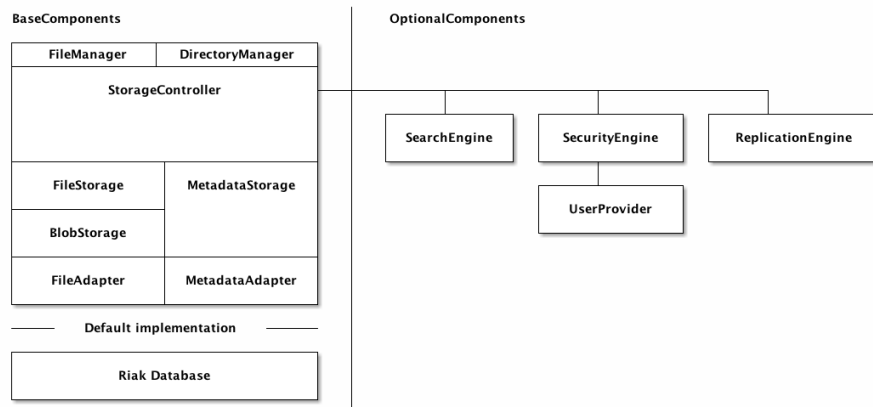 BaseComponents
OptionalComponents
FileManager
DirectoryManager
StorageController
SearchEngine
SecurityEngine
ReplicationEngine
FileStorage
MetadataStorage
UserProvider
BlobStorage
FileAdapter
MetadataAdapter
Default implementation
Riak Database